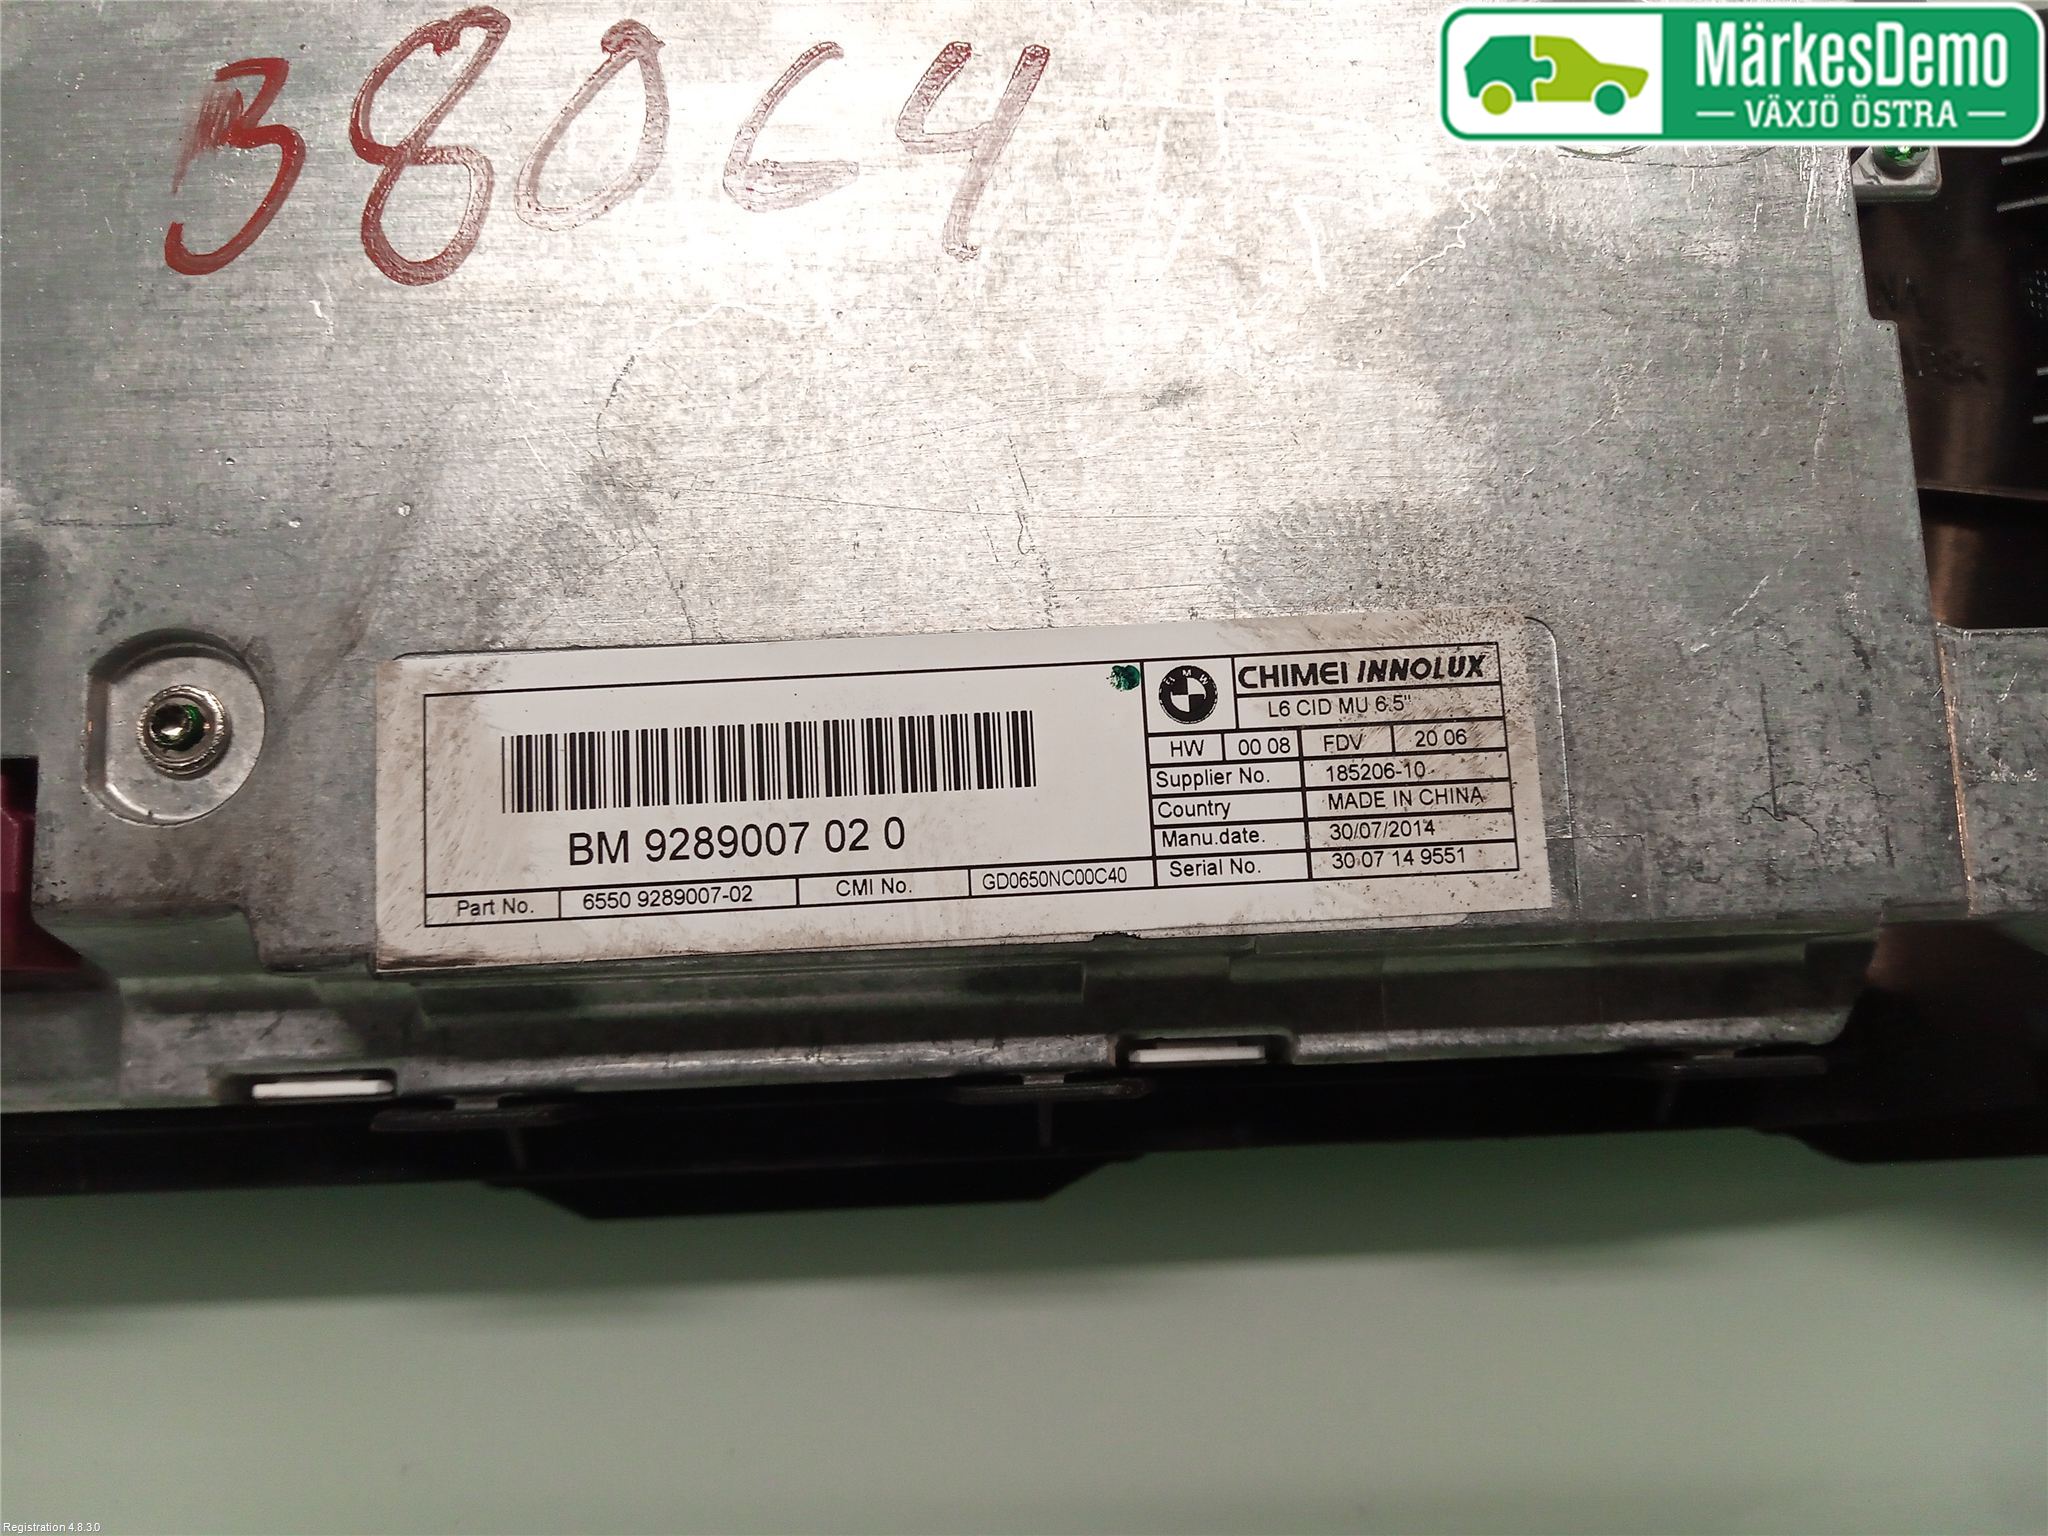 B8064
MärkesDemo
VÄXJÖ ÖSTRA
BMW
CHIMEI INNOLUX
L6 CID MU 6.5"
HW 00 08 FDV 20 06
Supplier No. 185206-10
Country MADE IN CHINA
Manu.date. 30/07/2014
Serial No. 30 07 14 9551
BM 9289007 02 0
Part No. 6550 9289007-02 CMI No. GD0650NC00C40
Registration 4.8.3.0